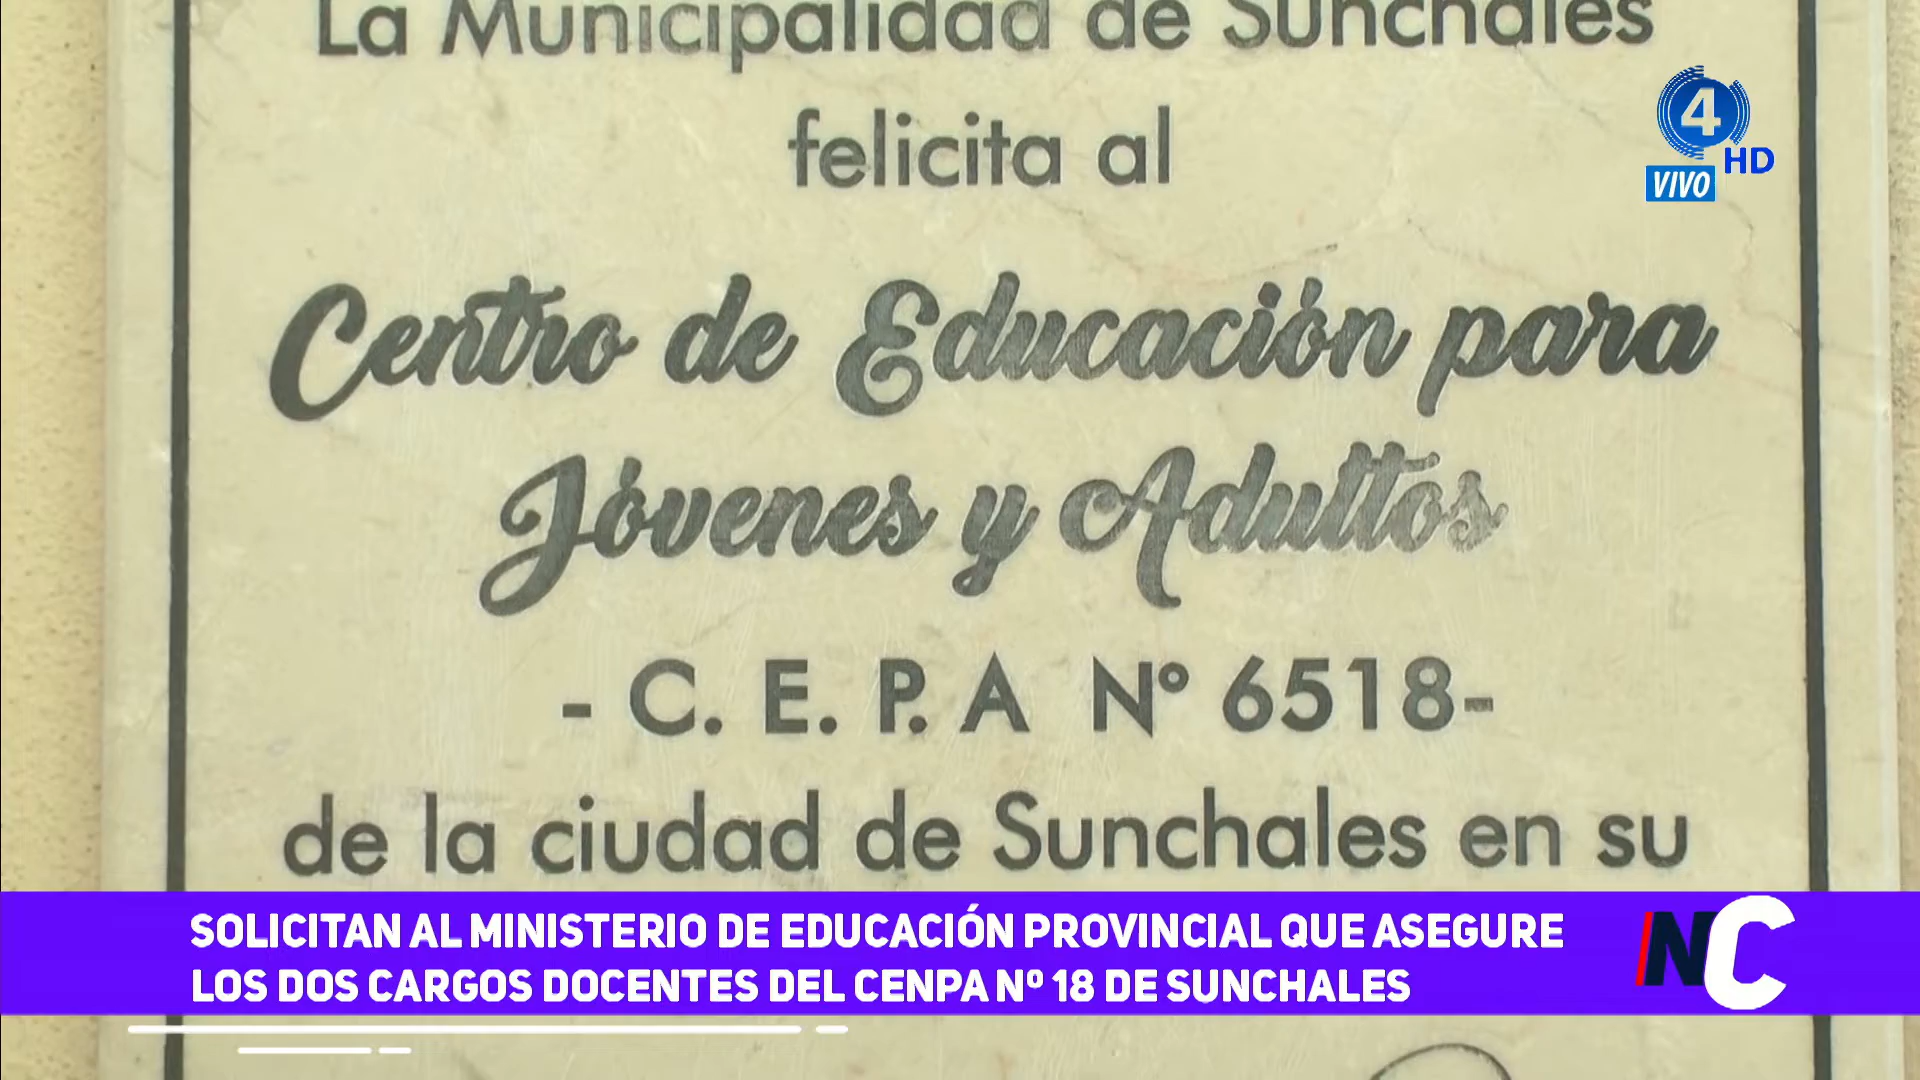 La Municipalidad de Sunchales
felicita al
4
HD
VIVO
Centro de Educación para
Jóvenes y Adultos
- C. E. P. A Nº 6518-
de la ciudad de Sunchales en su
SOLICITAN AL MINISTERIO DE EDUCACIÓN PROVINCIAL QUE ASEGURE
LOS DOS CARGOS DOCENTES DEL CENPA Nº 18 DE SUNCHALES
NC